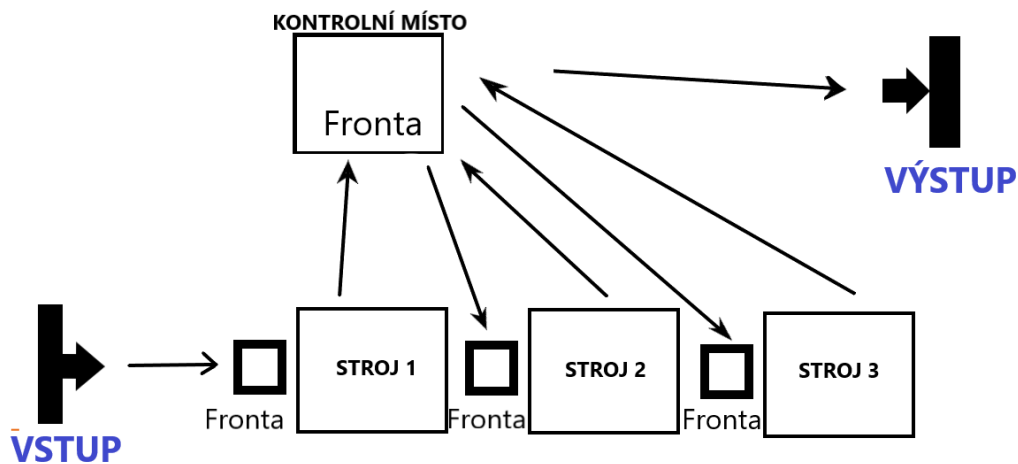 KONTROLNÍ MÍSTO
Fronta
VÝSTUP
STROJ 1
STROJ 2
STROJ 3
Fronta
Fronta
Fronta
VSTUP